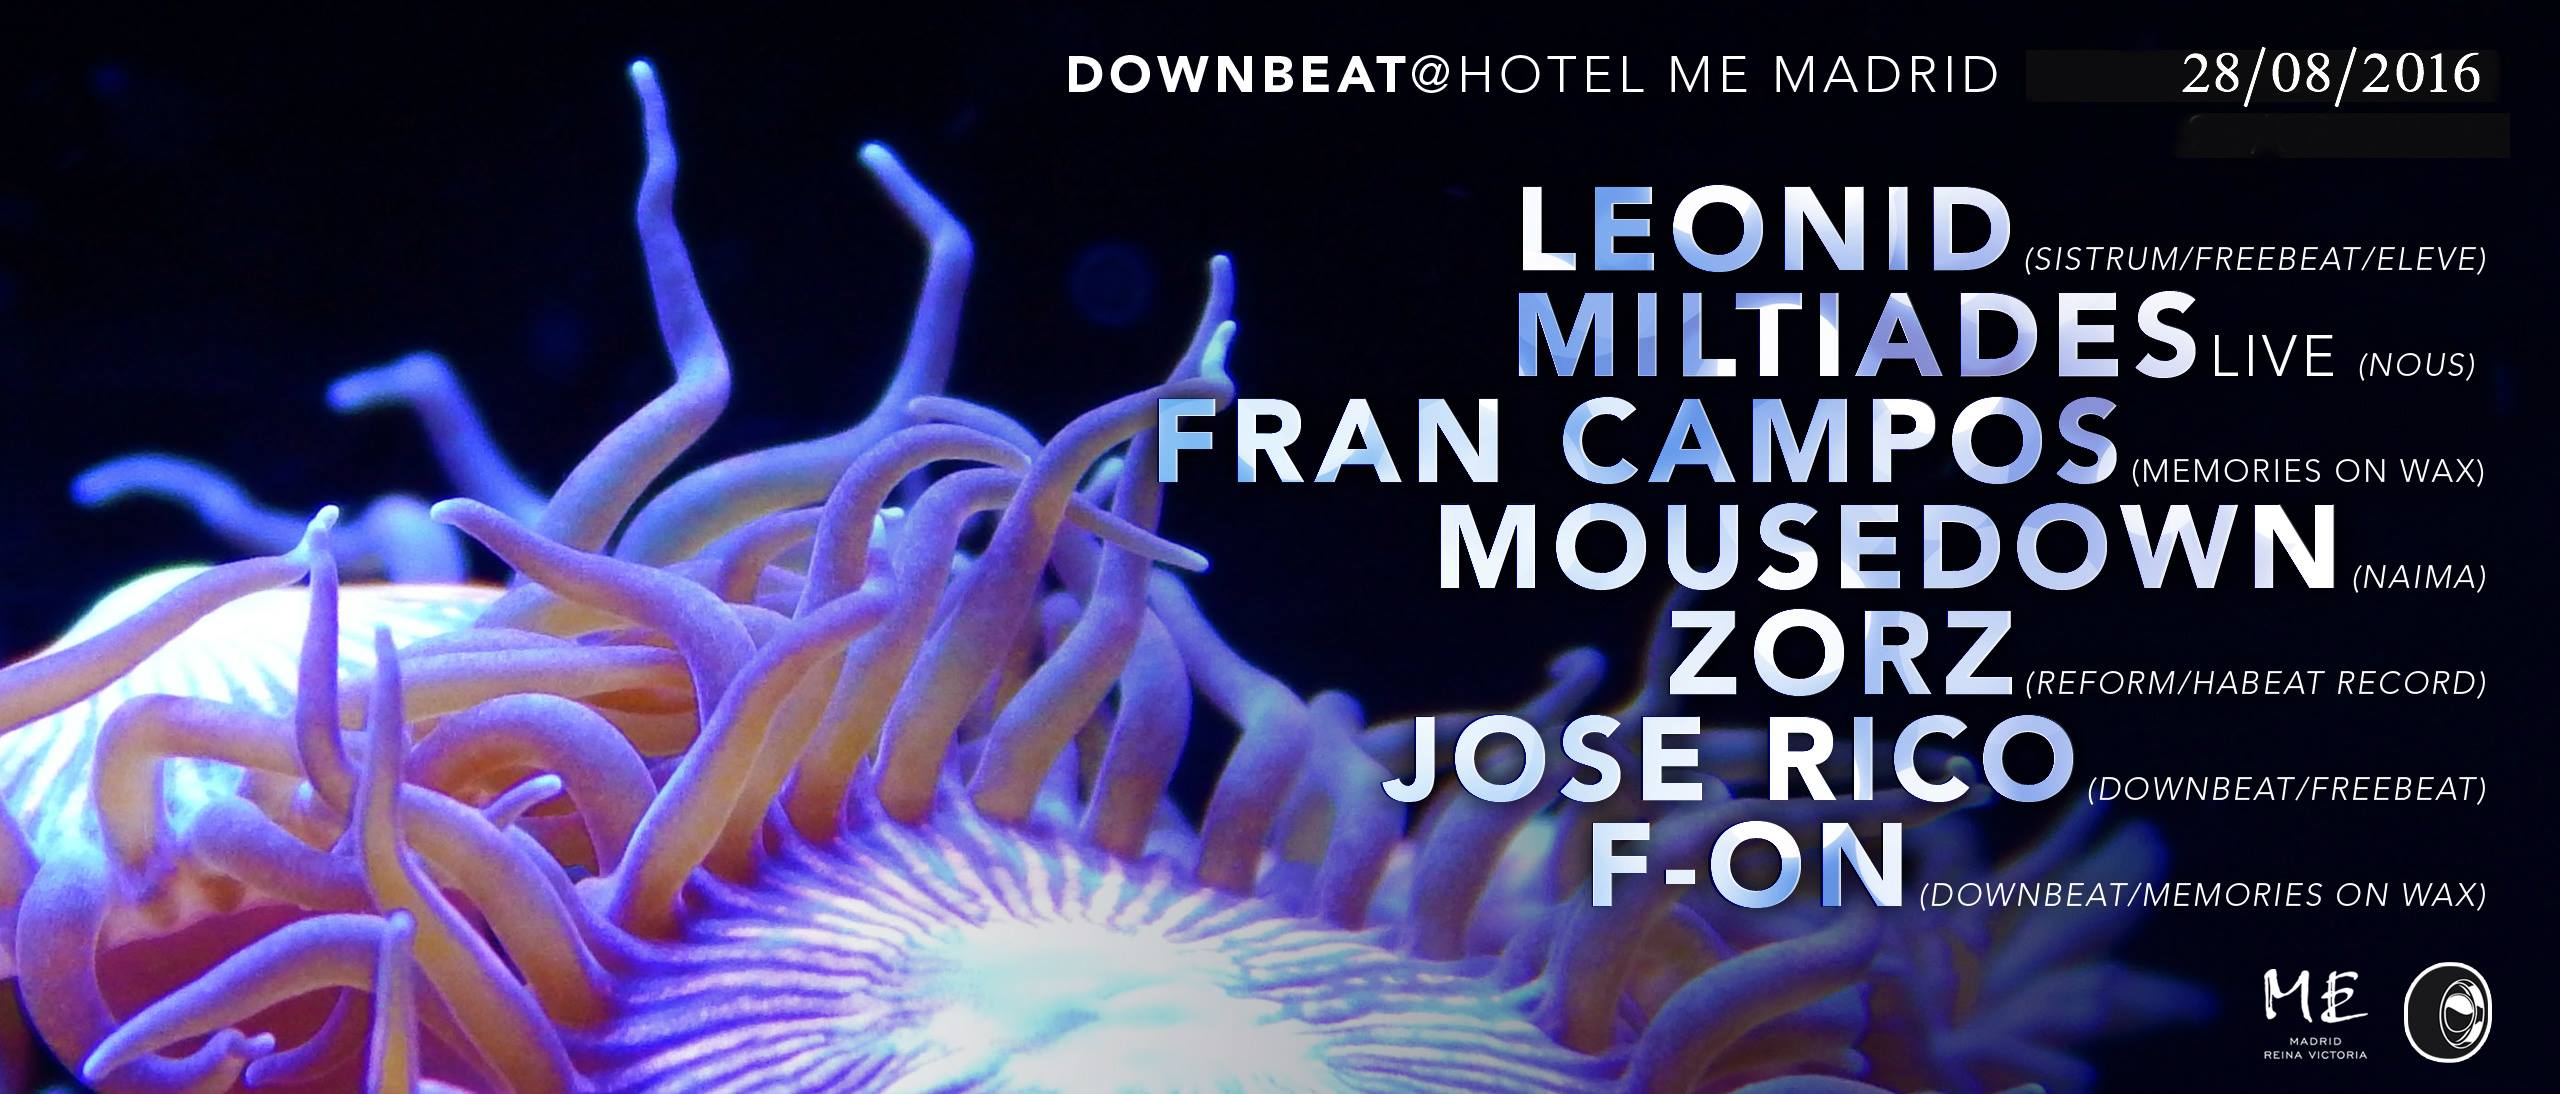 DOWNBEAT@HOTEL ME MADRID 28/08/2016
LEONID (SISTRUM/FREEBEAT/ELEVE)
MILTIADES LIVE (NOUS)
FRAN CAMPOS (MEMORIES ON WAX)
MOUSEDOWN (NAIMA)
ZORZ (REFORM/HABEAT RECORD)
JOSE RICO (DOWNBEAT/FREEBEAT)
F-ON (DOWNBEAT/MEMORIES ON WAX)
ME
MADRID
REINA VICTORIA